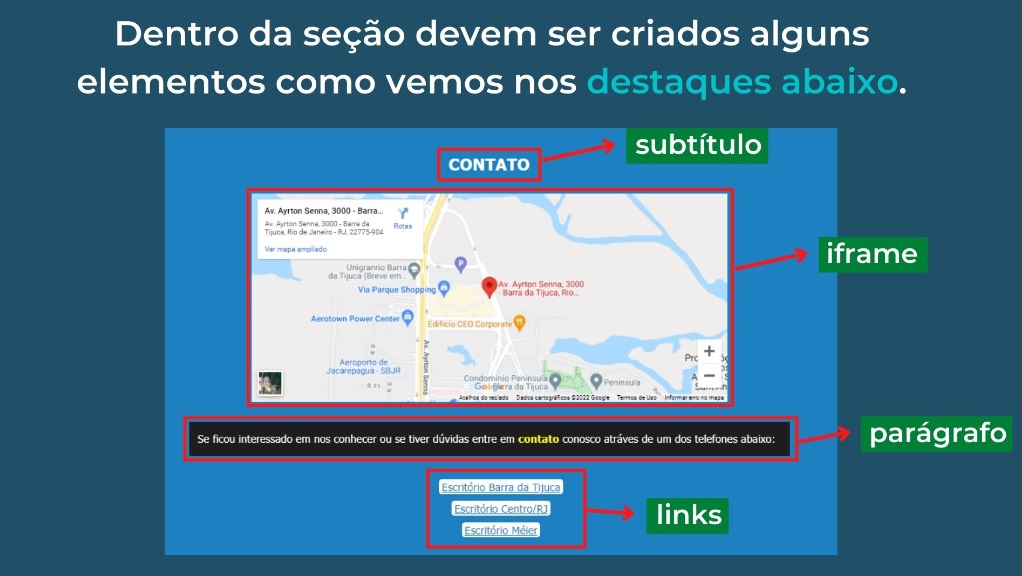 Dentro da seção devem ser criados alguns
elementos como vemos nos destaques abaixo.
subtítulo
CONTATO
Av. Ayrton Senna, 3000 - Barra...
Av. Ayrton Senna, 3000 - Barra da
Tijuca, Rio de Janeiro - RJ, 22775-904
Rotas
Ver mapa ampliado
iframe
Unigranrio Barra
da Tijuca (Breve em...
P
Via Parque Shopping
Av. Ayrton Senna, 3000
- Barra da Tijuca, Rio...
Aerotown Power Center
Edifício CEO Corporate
Av. Ayrton Senna
Aeroporto de
Jacarepaguá - SBJR
Condomínio Península
da Tijuca
Google
Península
+
−
Atalhos do teclado
Dados cartográficos ©2022 Google
Termos de Uso
Informar erro no mapa
parágrafo
Se ficou interessado em nos conhecer ou se tiver dúvidas entre em contato conosco atráves de um dos telefones abaixo:
Escritório Barra da Tijuca
Escritório Centro/RJ
Escritório Méier
links